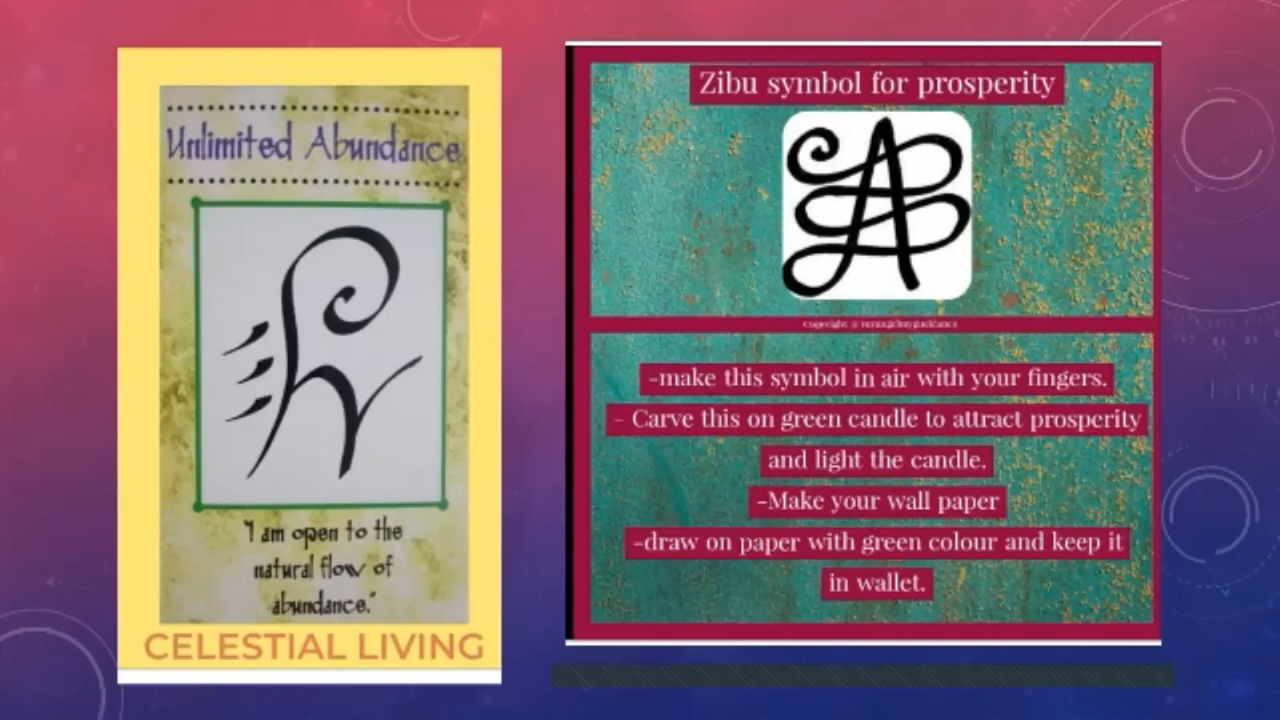 Unlimited Abundance
"I am open to the
natural flow of
abundance."
CELESTIAL LIVING
Zibu symbol for prosperity
Copyright @
-make this symbol in air with your fingers.
- Carve this on green candle to attract prosperity
and light the candle.
-Make your wall paper
-draw on paper with green colour and keep it
in wallet.